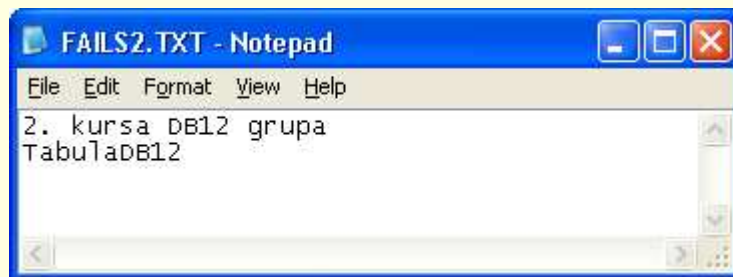 FAILS2.TXT - Notepad
File Edit Format View Help
2. kursa DB12 grupa
TabulaDB12